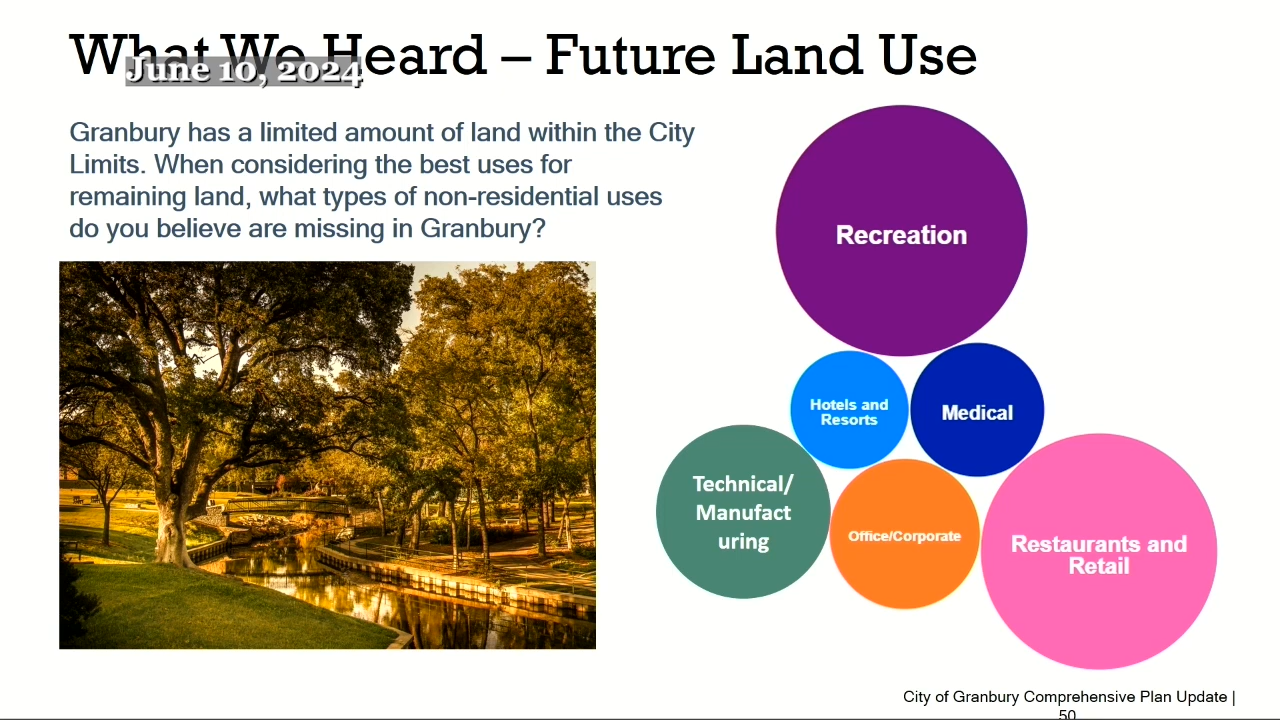 What We Heard – Future Land Use
June 10, 2024
Granbury has a limited amount of land within the City
Limits. When considering the best uses for
remaining land, what types of non-residential uses
do you believe are missing in Granbury?
Recreation
Hotels and
Resorts
Medical
Technical/
Manufact
uring
Office/Corporate
Restaurants and
Retail
City of Granbury Comprehensive Plan Update |
50